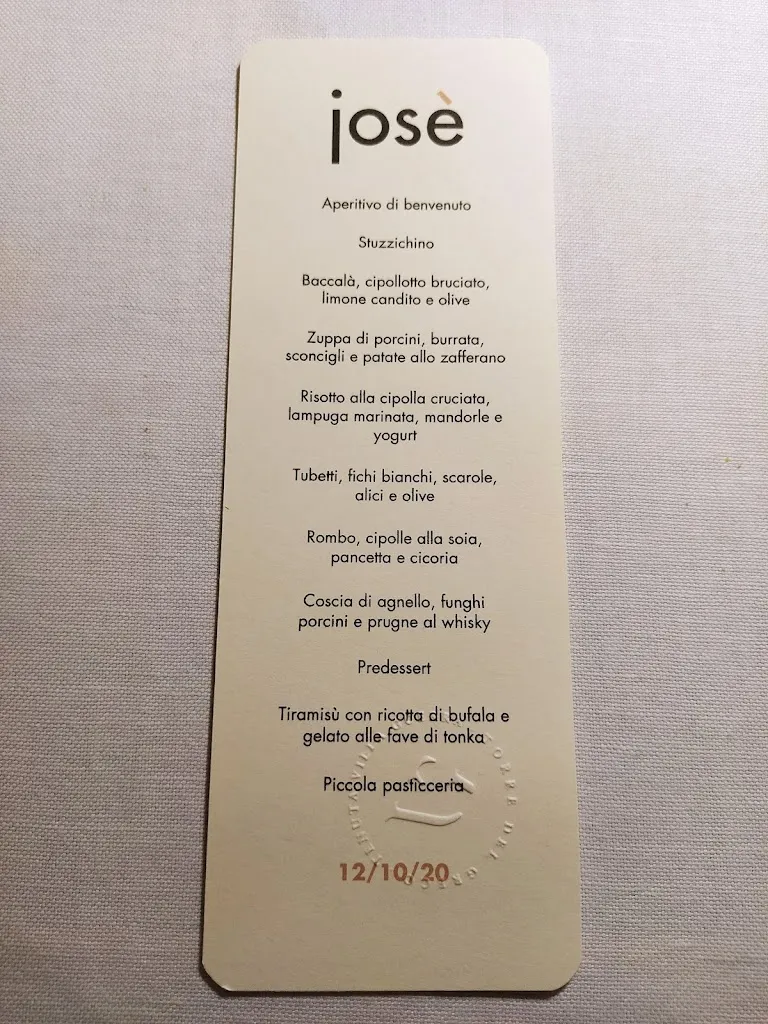 josè
Aperitivo di benvenuto
Stuzzichino
Baccalà, cipollotto bruciato,
limone candito e olive
Zuppa di porcini, burrata,
sconcigli e patate allo zafferano
Risotto alla cipolla cruciata,
lampuga marinata, mandorle e
yogurt
Tubetti, fichi bianchi, scarole,
alici e olive
Rombo, cipolle alla soia,
pancetta e cicoria
Coscia di agnello, funghi
porcini e prugne al whisky
Predessert
Tiramisù con ricotta di bufala e
gelato alle fave di tonka
Piccola pasticceria
TORRE DEL GRECO
12/10/20